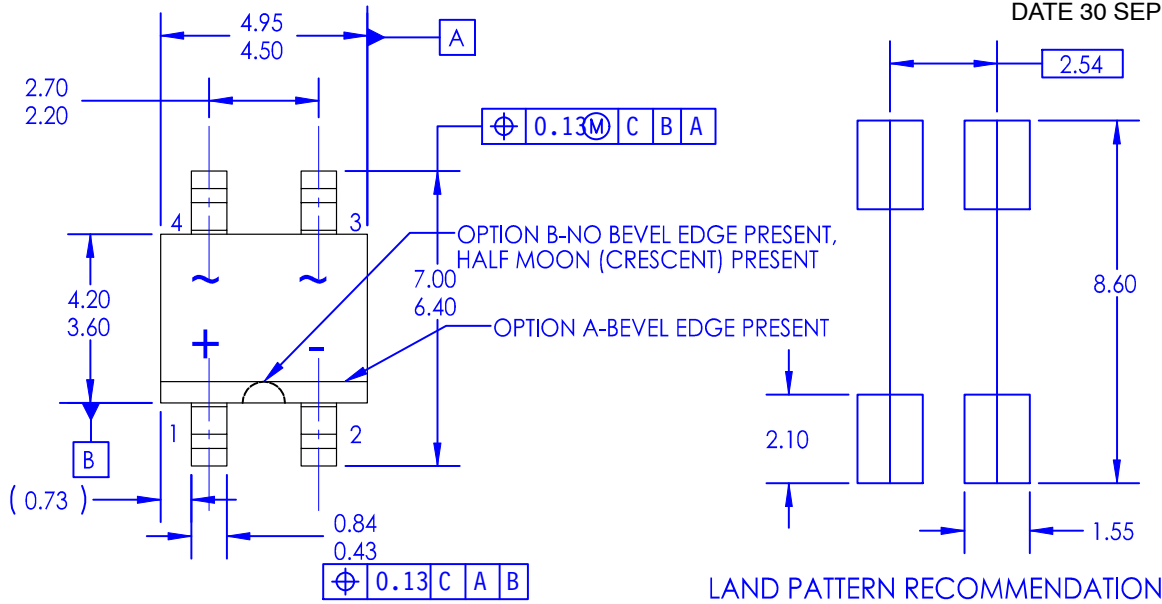 DATE 30 SEP
4.95
4.50
A
2.54
2.70
2.20
⌖ 0.13Ⓜ C B A
4
3
OPTION B-NO BEVEL EDGE PRESENT,
HALF MOON (CRESCENT) PRESENT
~ ~
7.00
6.40
8.60
4.20
3.60
OPTION A-BEVEL EDGE PRESENT
+ -
1
2
2.10
B
( 0.73 )
0.84
0.43
1.55
⌖ 0.13 C A B
LAND PATTERN RECOMMENDATION